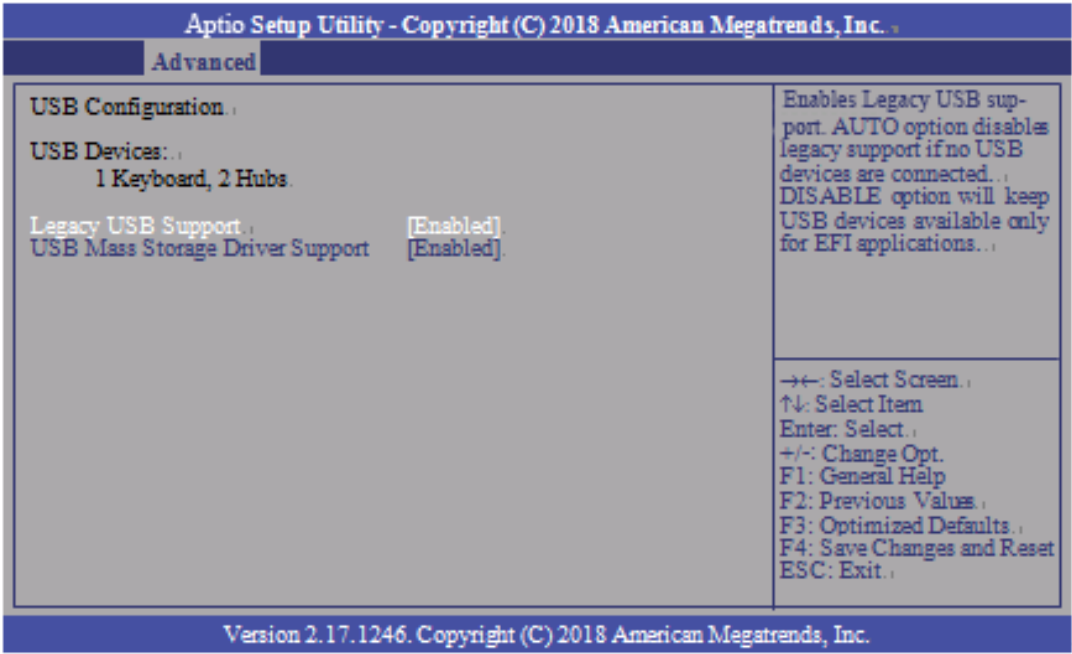 Aptio Setup Utility - Copyright (C) 2018 American Megatrends, Inc.
Advanced
USB Configuration
USB Devices:
1 Keyboard, 2 Hubs
Legacy USB Support [Enabled]
USB Mass Storage Driver Support [Enabled]
Enables Legacy USB sup-
port. AUTO option disables
legacy support if no USB
devices are connected.
DISABLE option will keep
USB devices available only
for EFI applications.
→←: Select Screen
↑↓: Select Item
Enter: Select
+/-: Change Opt.
F1: General Help
F2: Previous Values
F3: Optimized Defaults
F4: Save Changes and Reset
ESC: Exit
Version 2.17.1246. Copyright (C) 2018 American Megatrends, Inc.